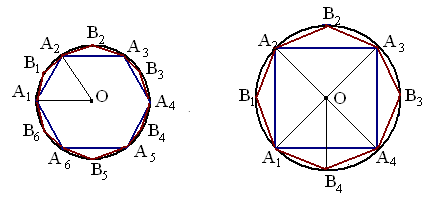 B2
A2 A3
B1 B3
A1 O A4
B6 B4
A6 A5
B5
B2
A2 A3
B1 O B3
A1 A4
B4